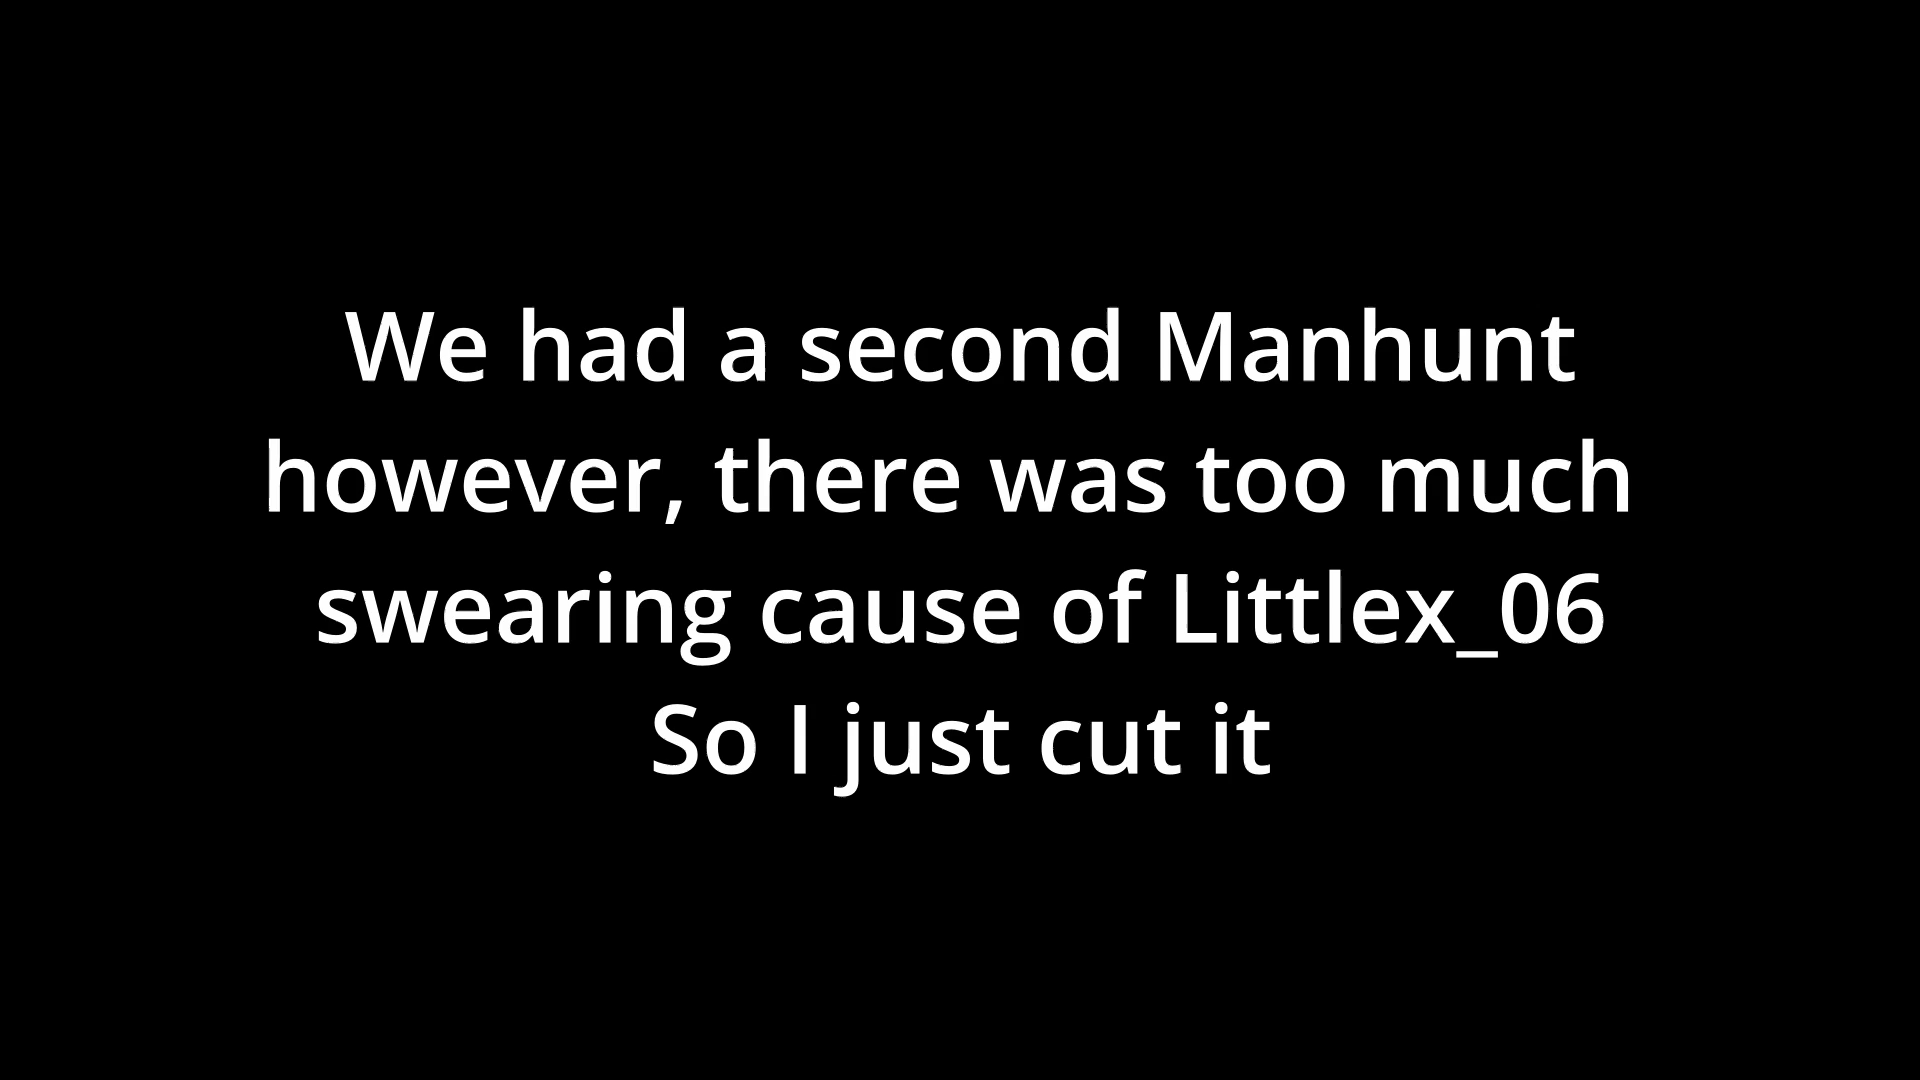 We had a second Manhunt
however, there was too much
swearing cause of Littlex_06
So I just cut it